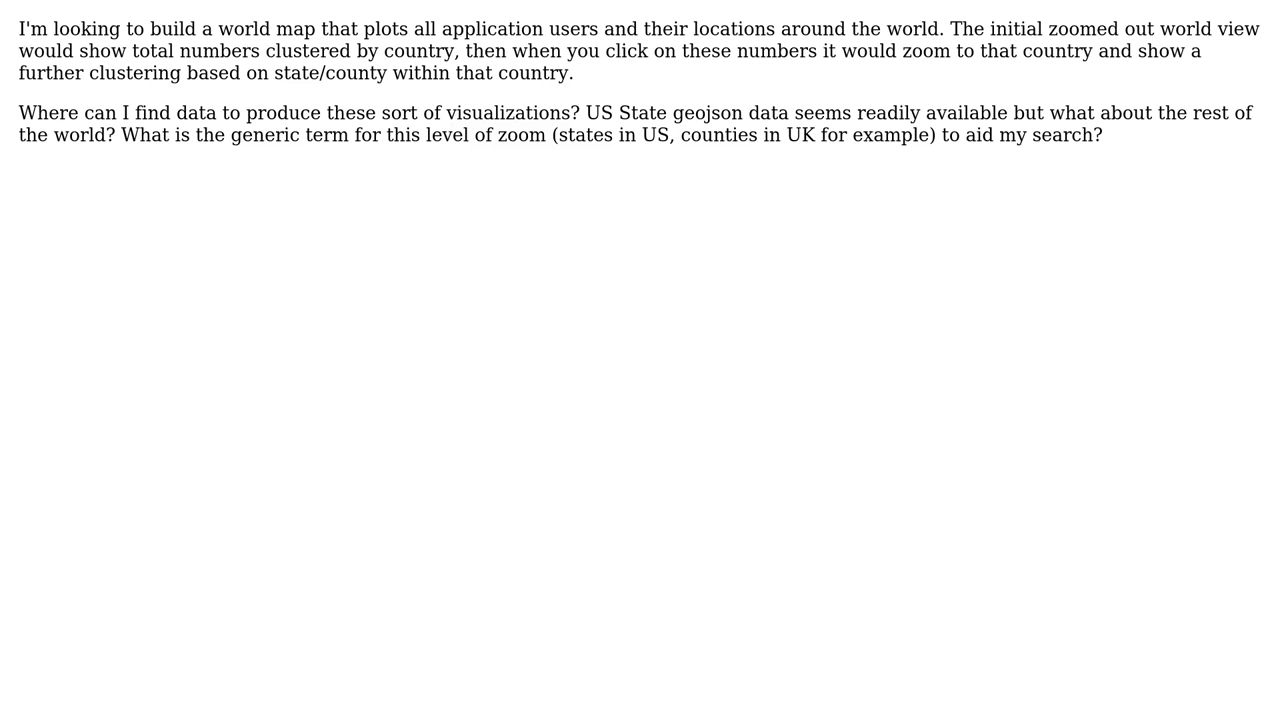 I'm looking to build a world map that plots all application users and their locations around the world. The initial zoomed out world view
would show total numbers clustered by country, then when you click on these numbers it would zoom to that country and show a
further clustering based on state/county within that country.
Where can I find data to produce these sort of visualizations? US State geojson data seems readily available but what about the rest of
the world? What is the generic term for this level of zoom (states in US, counties in UK for example) to aid my search?